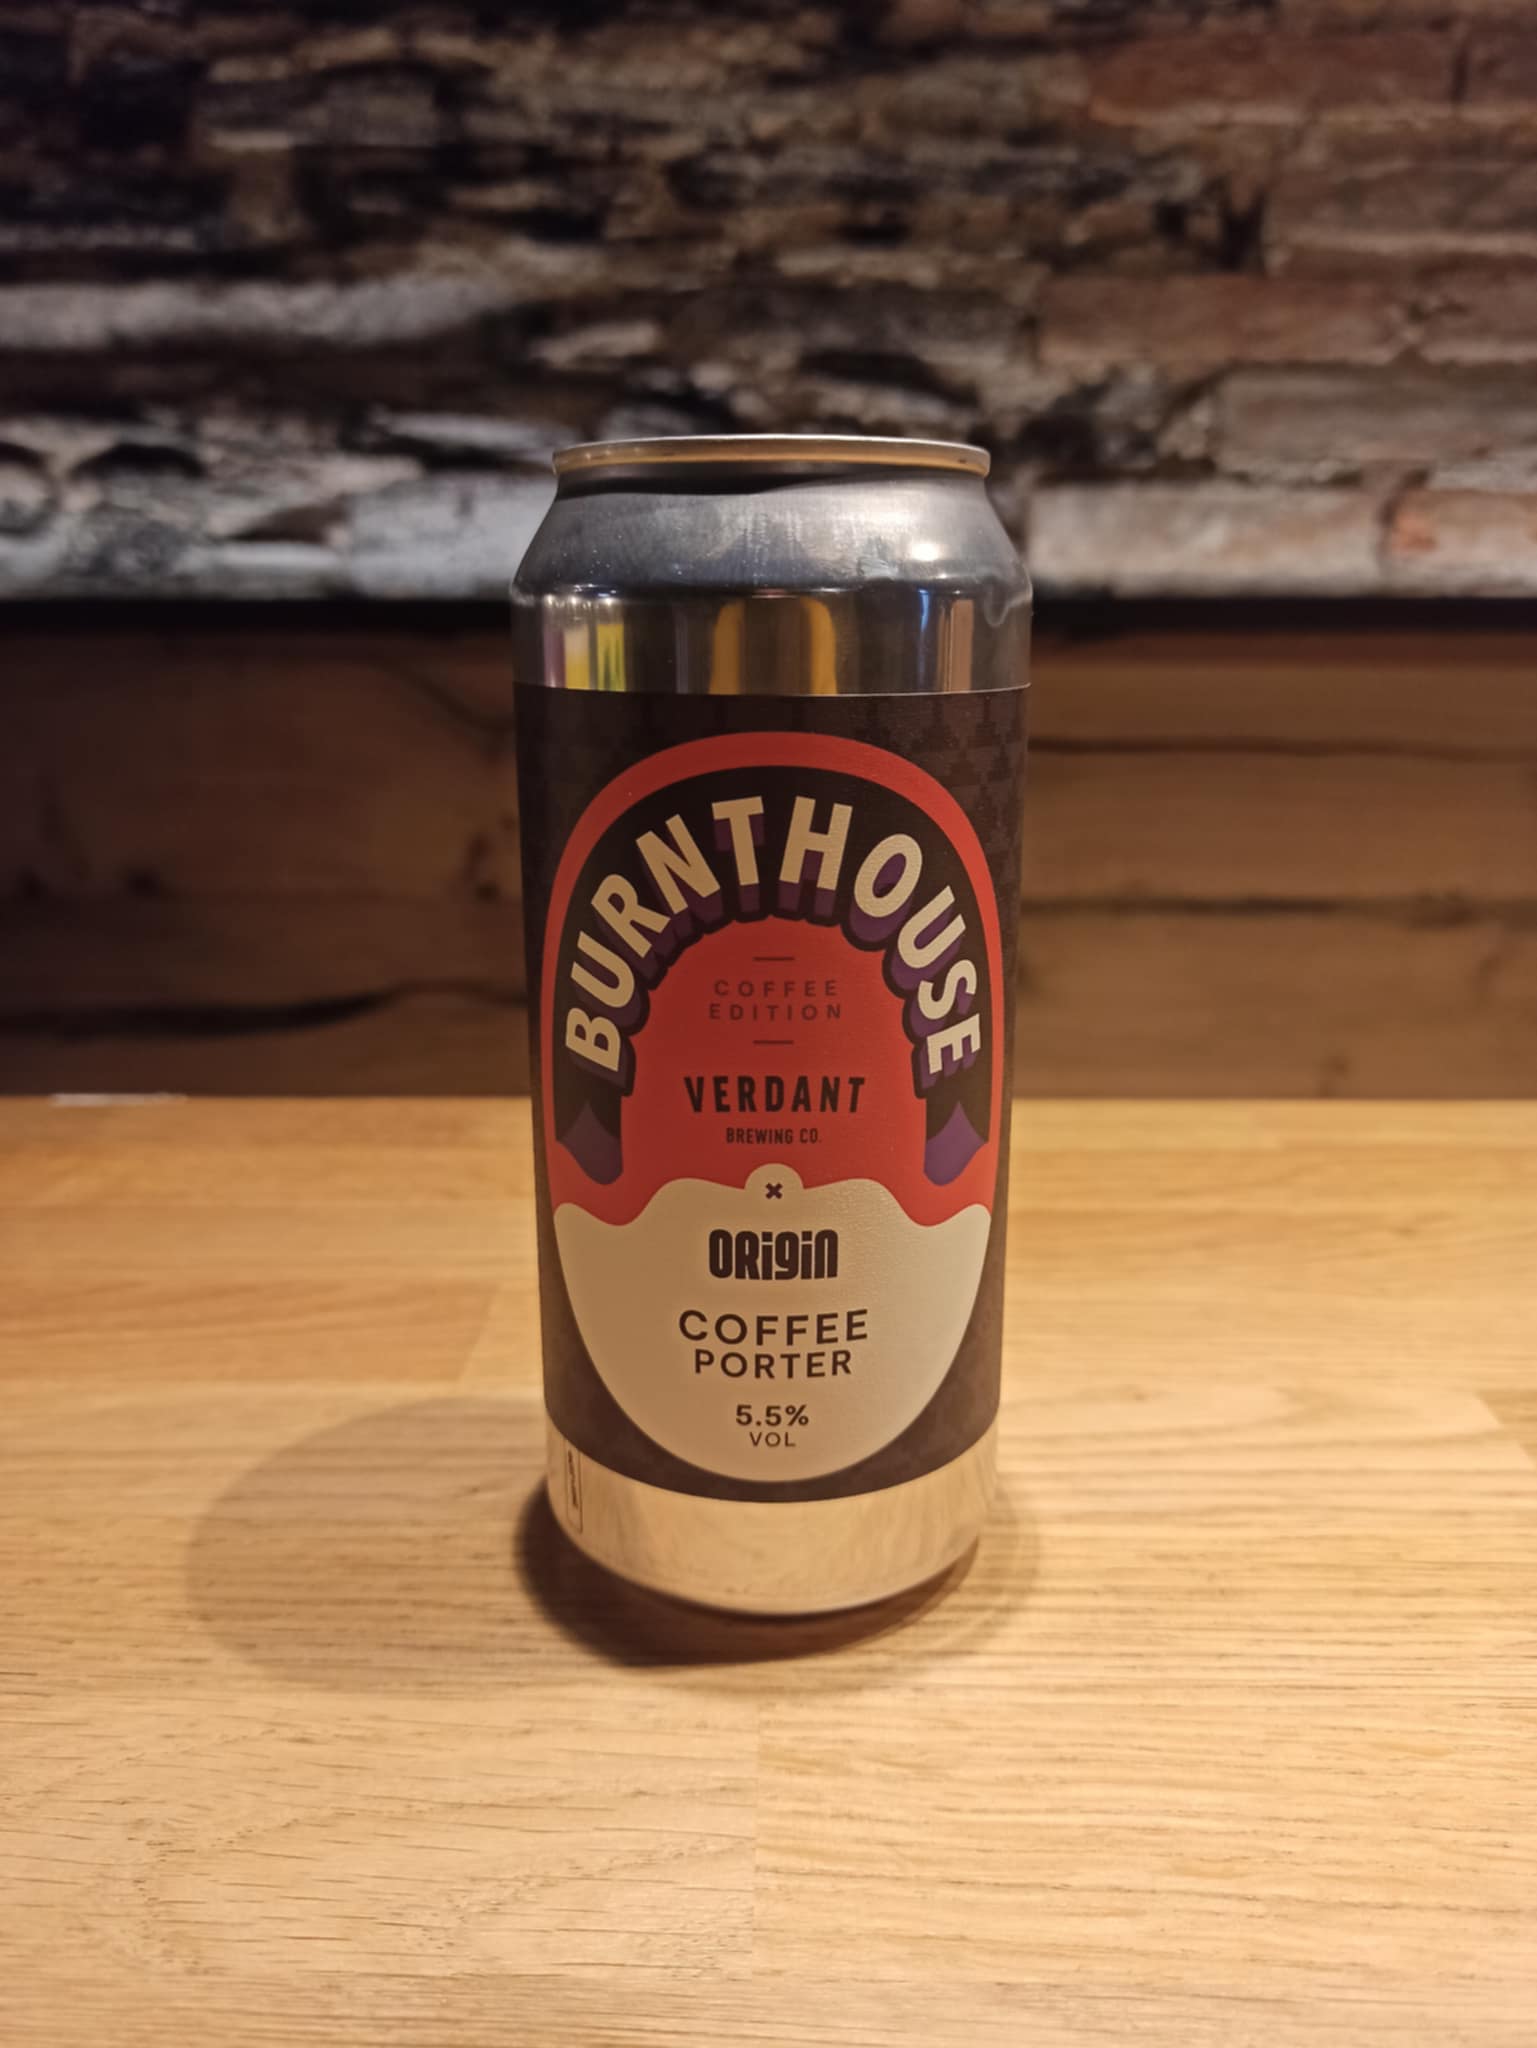 BURNTHOUSE
COFFEE
EDITION
VERDANT
BREWING CO.
×
ORiGiN
COFFEE
PORTER
5.5%
VOL